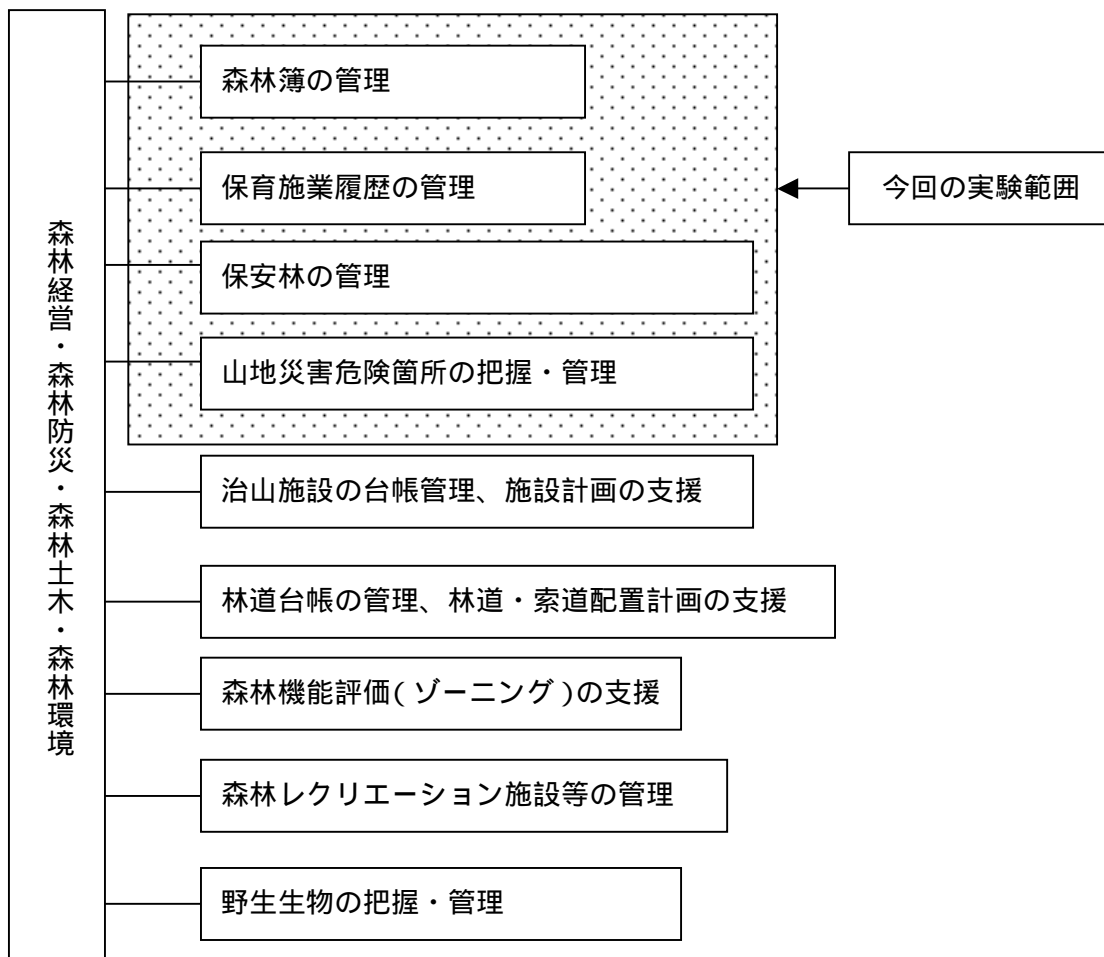 森林経営・森林防災・森林土木・森林環境
森林簿の管理
保育施業履歴の管理
保安林の管理
山地災害危険箇所の把握・管理
今回の実験範囲
治山施設の台帳管理、施設計画の支援
林道台帳の管理、林道・索道配置計画の支援
森林機能評価(ゾーニング)の支援
森林レクリエーション施設等の管理
野生生物の把握・管理